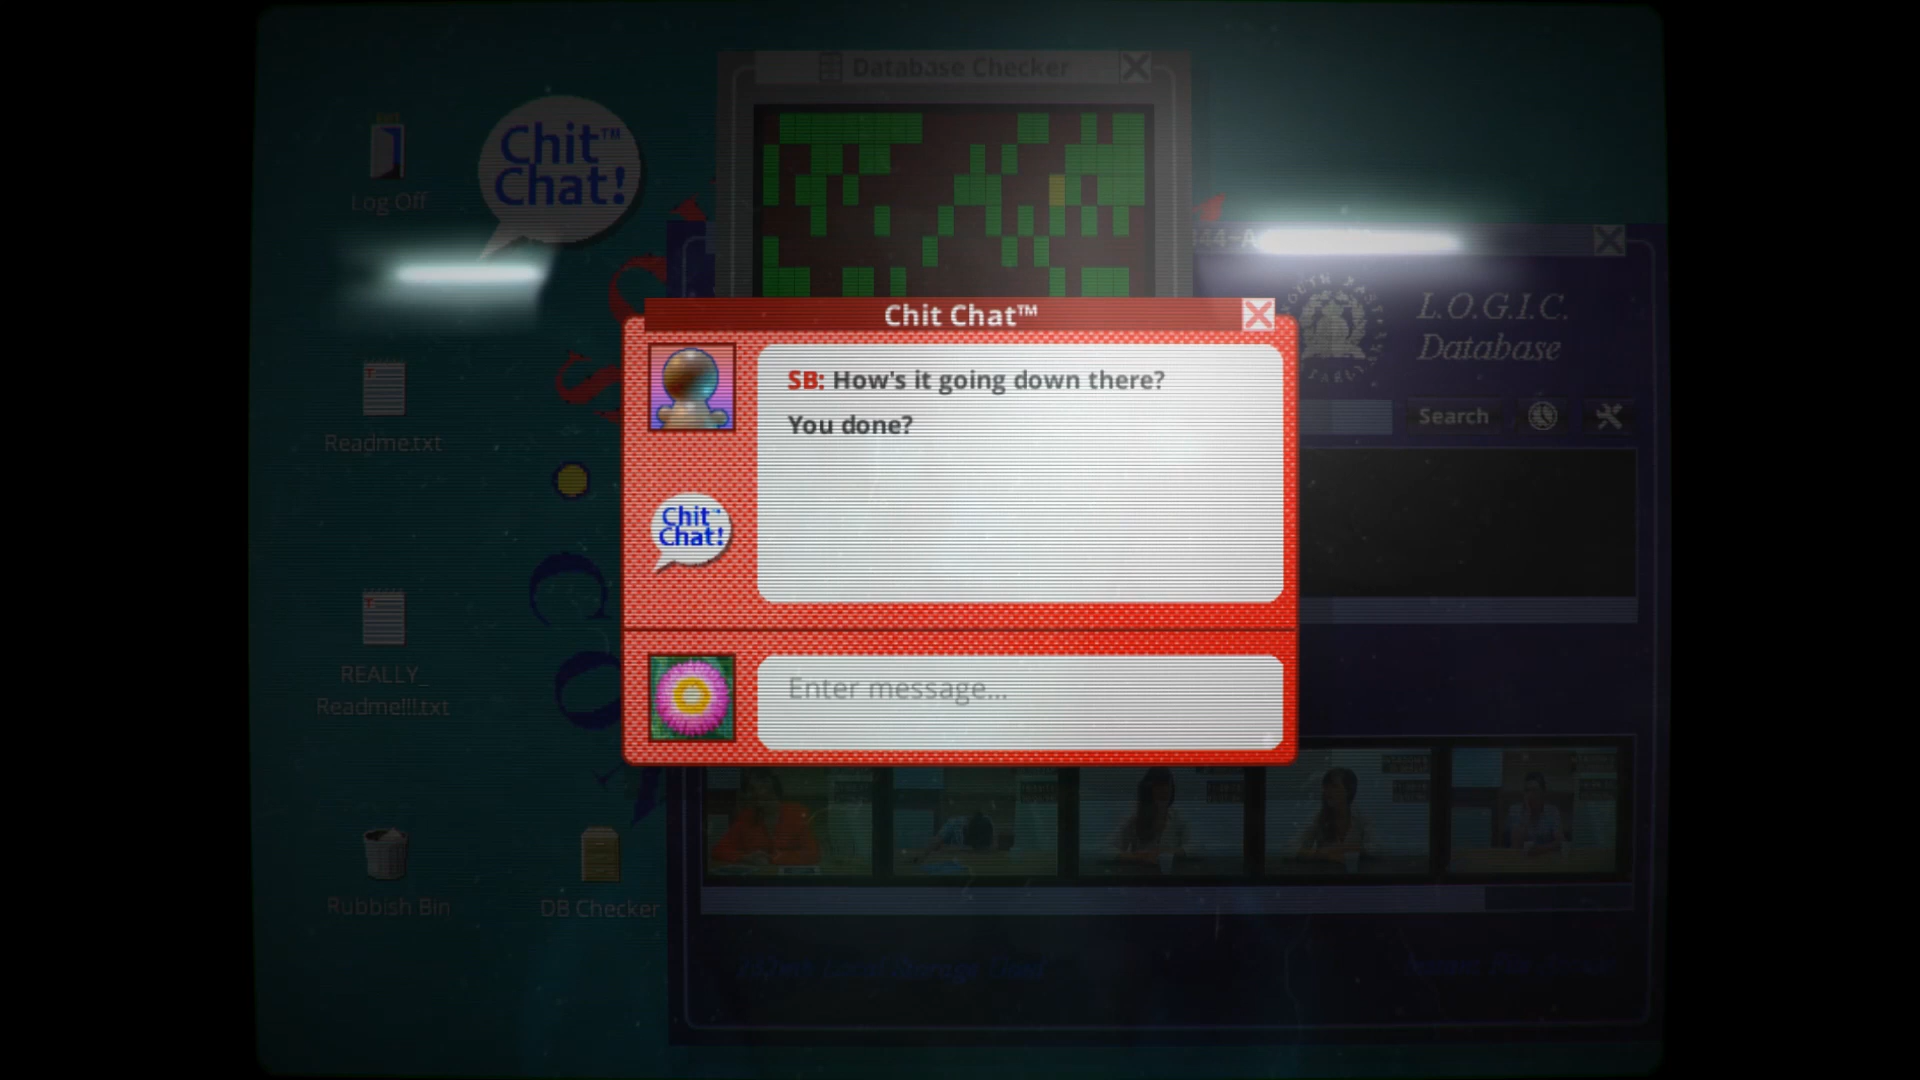 Database Checker
Chit™
Chat!
Log Off
Chit Chat™
L.O.G.I.C.
Database
SB: How's it going down there?
You done?
Search
Readme.txt
Chit
Chat!
Enter message...
REALLY_
Readme!!!.txt
Rubbish Bin
DB Checker